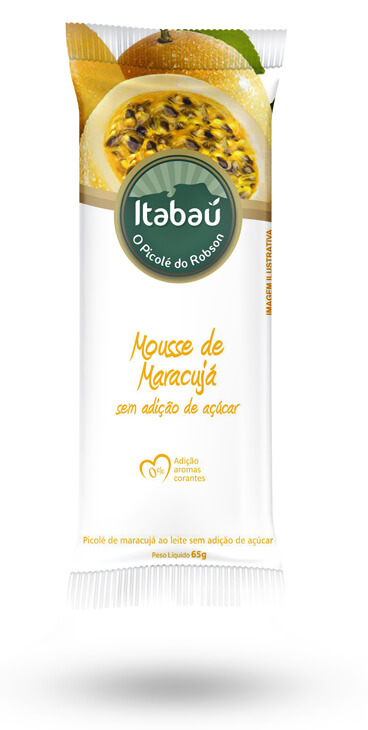 Itabaú
O Picolé do Robson
IMAGEM ILUSTRATIVA
Mousse de
Maracujá
sem adição de açúcar
0%
Adição
aromas
corantes
Picolé de maracujá ao leite sem adição de açúcar
Peso Líquido 65g